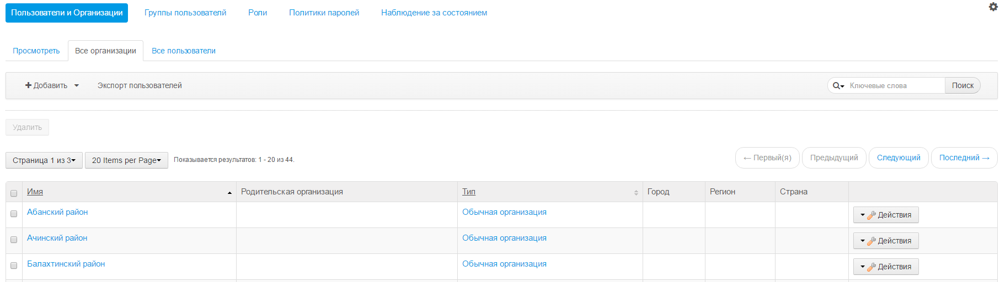 Пользователи и Организации Группы пользователй Роли Политики паролей Наблюдение за состоянием
Просмотреть Все организации Все пользователи
Добавить Экспорт пользователей Ключевые слова Поиск
Удалить
Страница 1 из 3 20 Items per Page Показывается результатов: 1 - 20 из 44. ← Первый(я) Предыдущий Следующий Последний →
Имя Родительская организация Тип Город Регион Страна
Абанский район Обычная организация Действия
Ачинский район Обычная организация Действия
Балахтинский район Обычная организация Действия